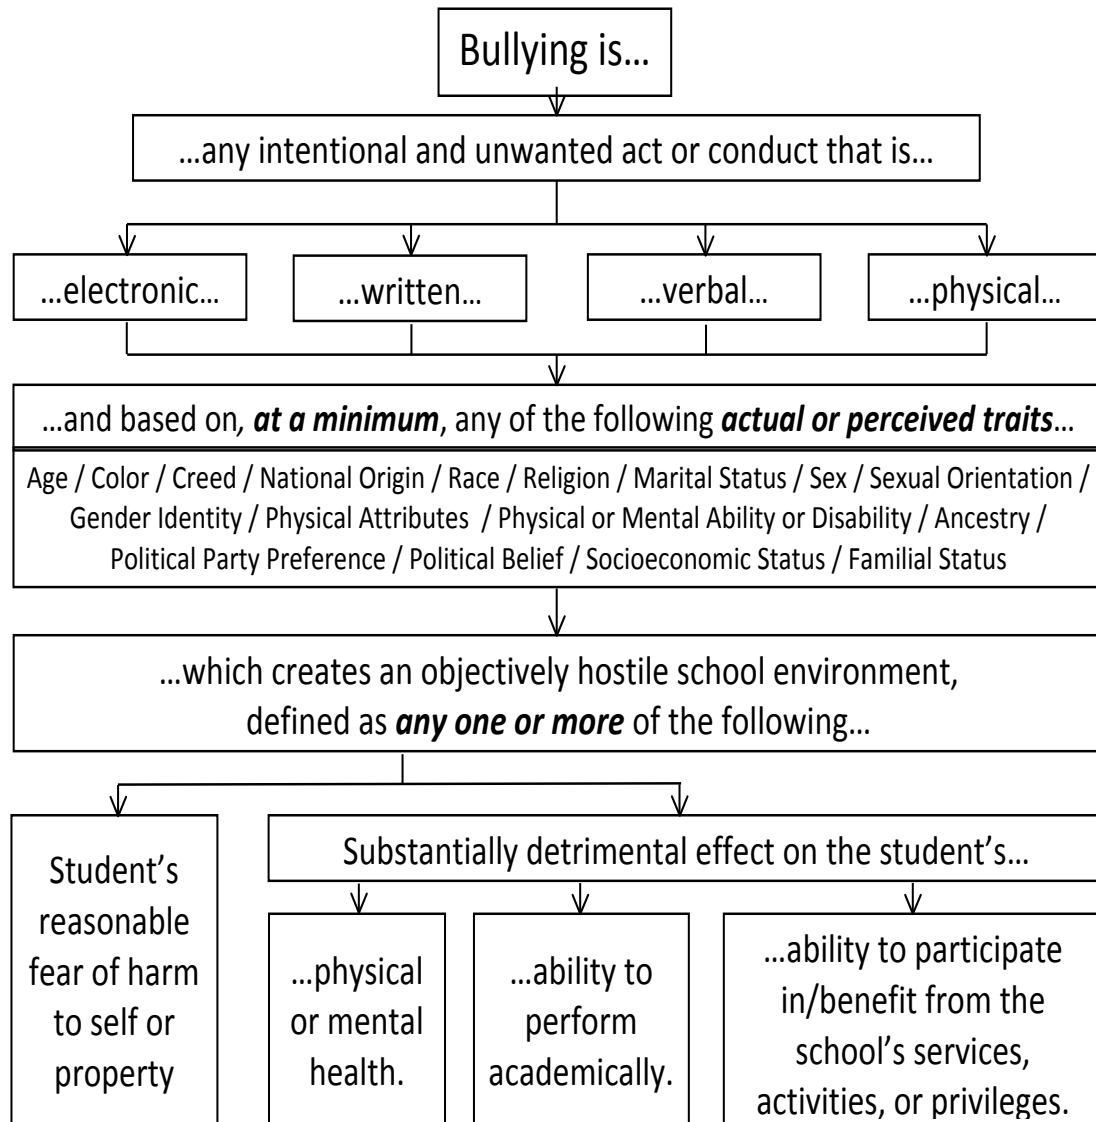 Bullying is…
…any intentional and unwanted act or conduct that is…
…electronic…
…written…
…verbal…
…physical…
…and based on, at a minimum, any of the following actual or perceived traits…
Age / Color / Creed / National Origin / Race / Religion / Marital Status / Sex / Sexual Orientation /
Gender Identity / Physical Attributes / Physical or Mental Ability or Disability / Ancestry /
Political Party Preference / Political Belief / Socioeconomic Status / Familial Status
…which creates an objectively hostile school environment,
defined as any one or more of the following…
Student’s
reasonable
fear of harm
to self or
property
Substantially detrimental effect on the student’s…
…physical
or mental
health.
…ability to
perform
academically.
…ability to participate
in/benefit from the
school’s services,
activities, or privileges.